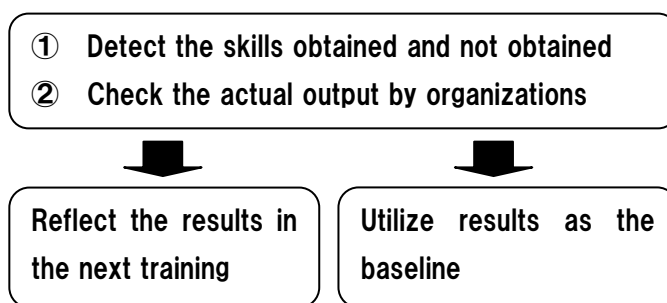 ① Detect the skills obtained and not obtained
② Check the actual output by organizations
Reflect the results in
the next training
Utilize results as the
baseline